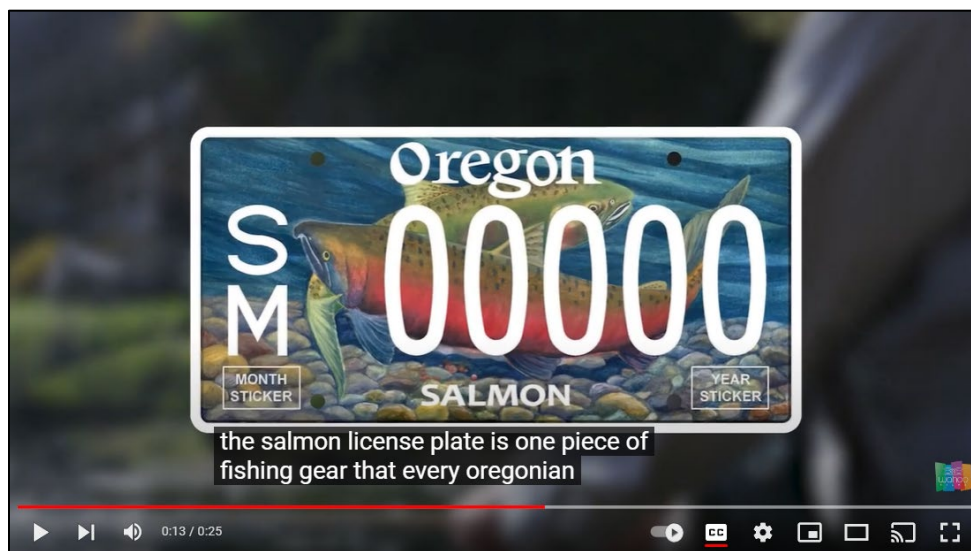 Oregon
S
M
00000
MONTH
STICKER
SALMON
YEAR
STICKER
the salmon license plate is one piece of
fishing gear that every oregonian
wahoo
0:13 / 0:25
CC